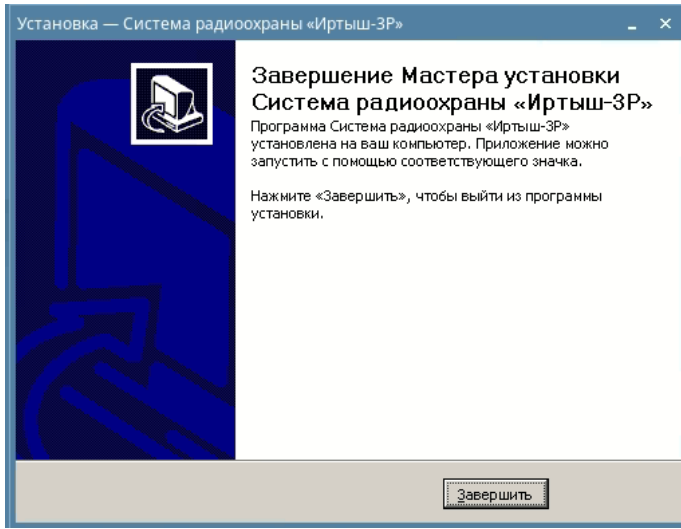 Установка — Система радиоохраны «Иртыш-3Р»
Завершение Мастера установки
Система радиоохраны «Иртыш-3Р»
Программа Система радиоохраны «Иртыш-3Р»
установлена на ваш компьютер. Приложение можно
запустить с помощью соответствующего значка.
Нажмите «Завершить», чтобы выйти из программы
установки.
Завершить